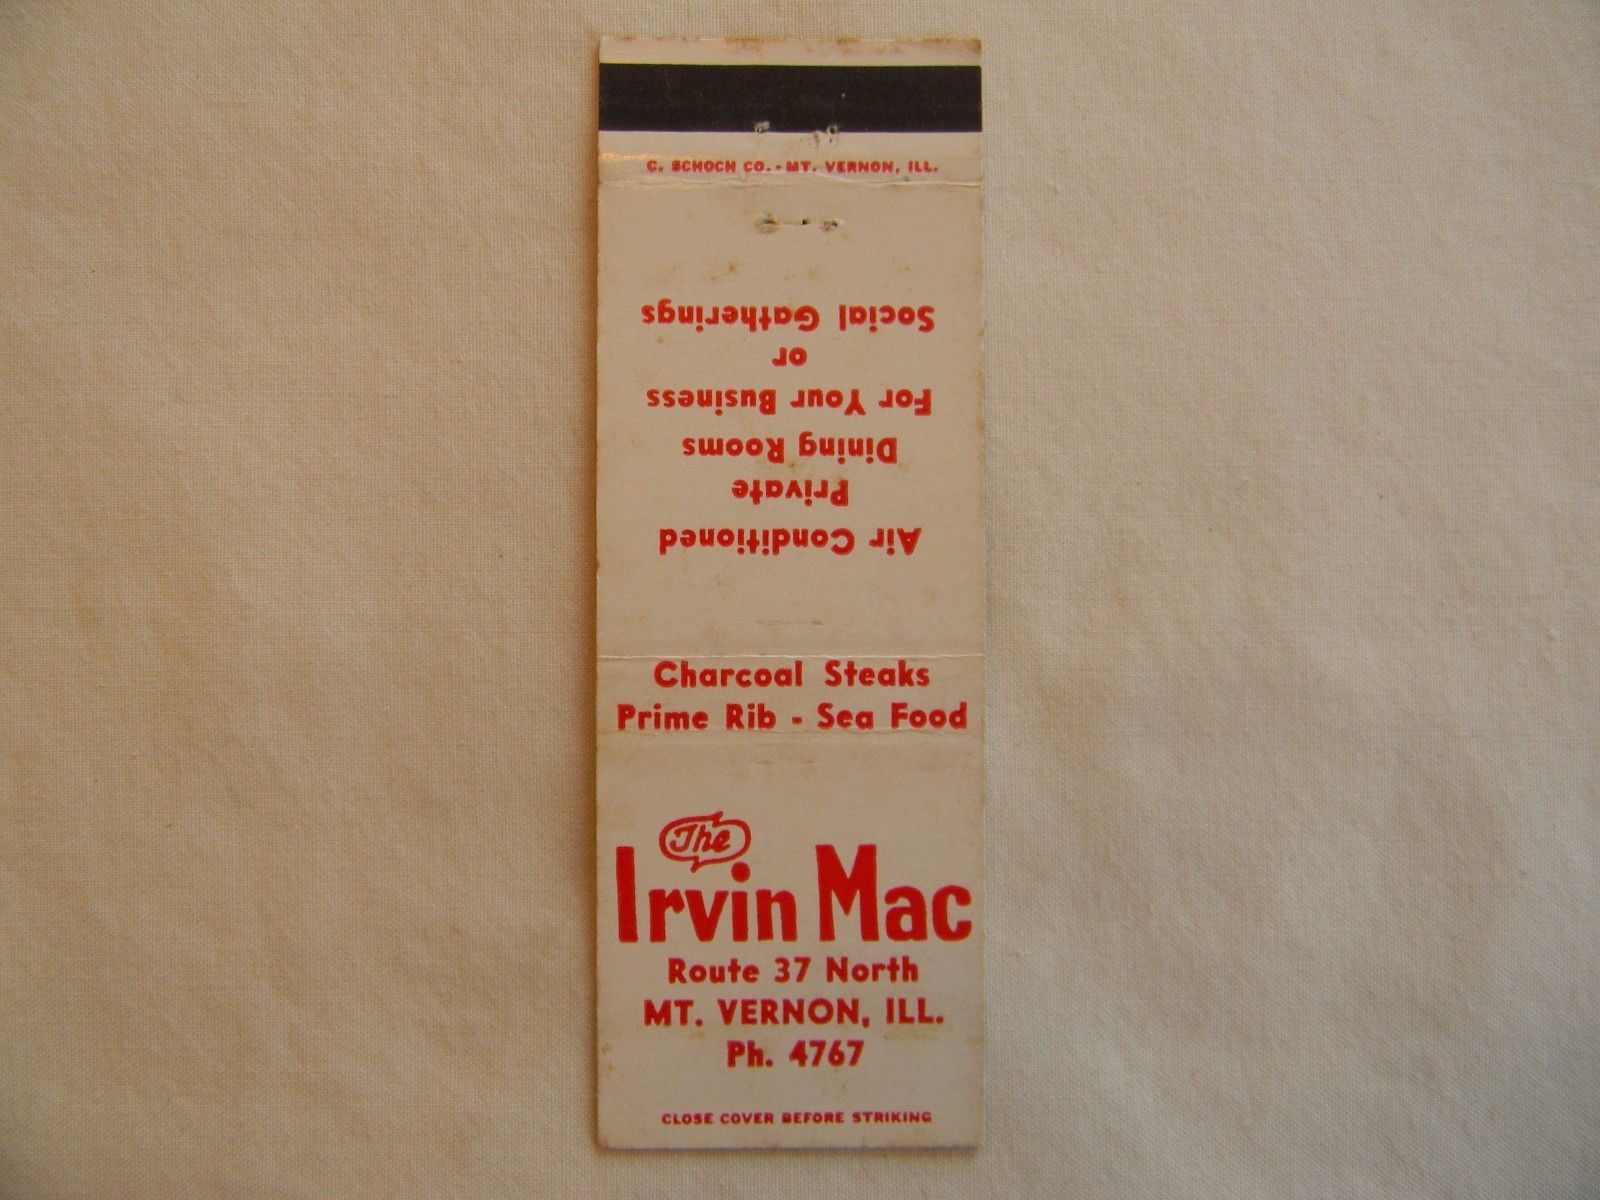 C. SCHOCH CO. - MT. VERNON, ILL.
Air Conditioned
Private
Dining Rooms
For Your Business
or
Social Gatherings
Charcoal Steaks
Prime Rib - Sea Food
The
Irvin Mac
Route 37 North
MT. VERNON, ILL.
Ph. 4767
CLOSE COVER BEFORE STRIKING